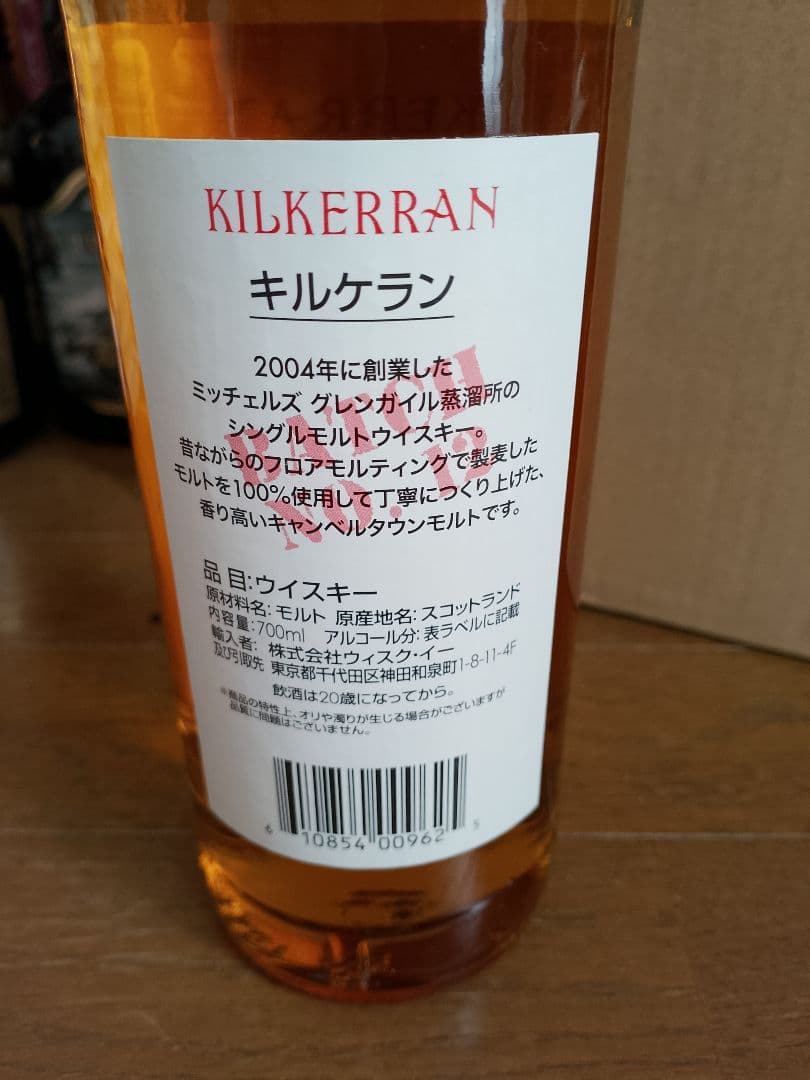 KILKERRAN
キルケラン
2004年に創業した
ミッチェルズ グレンガイル蒸溜所の
シングルモルトウイスキー。
昔ながらのフロアモルティングで製麦した
モルトを100%使用して丁寧につくり上げた、
香り高いキャンベルタウンモルトです。
BATCH
NO. 13
品 目:ウイスキー
原材料名: モルト 原産地名: スコットランド
内容量:700ml アルコール分: 表ラベルに記載
輸入者: 株式会社ウィスク・イー
及び引取先 東京都千代田区神田和泉町1-8-11-4F
飲酒は20歳になってから。
※商品の特性上、オリや濁りが生じる場合がございますが
品質に問題はございません。
6 10854 00962 5